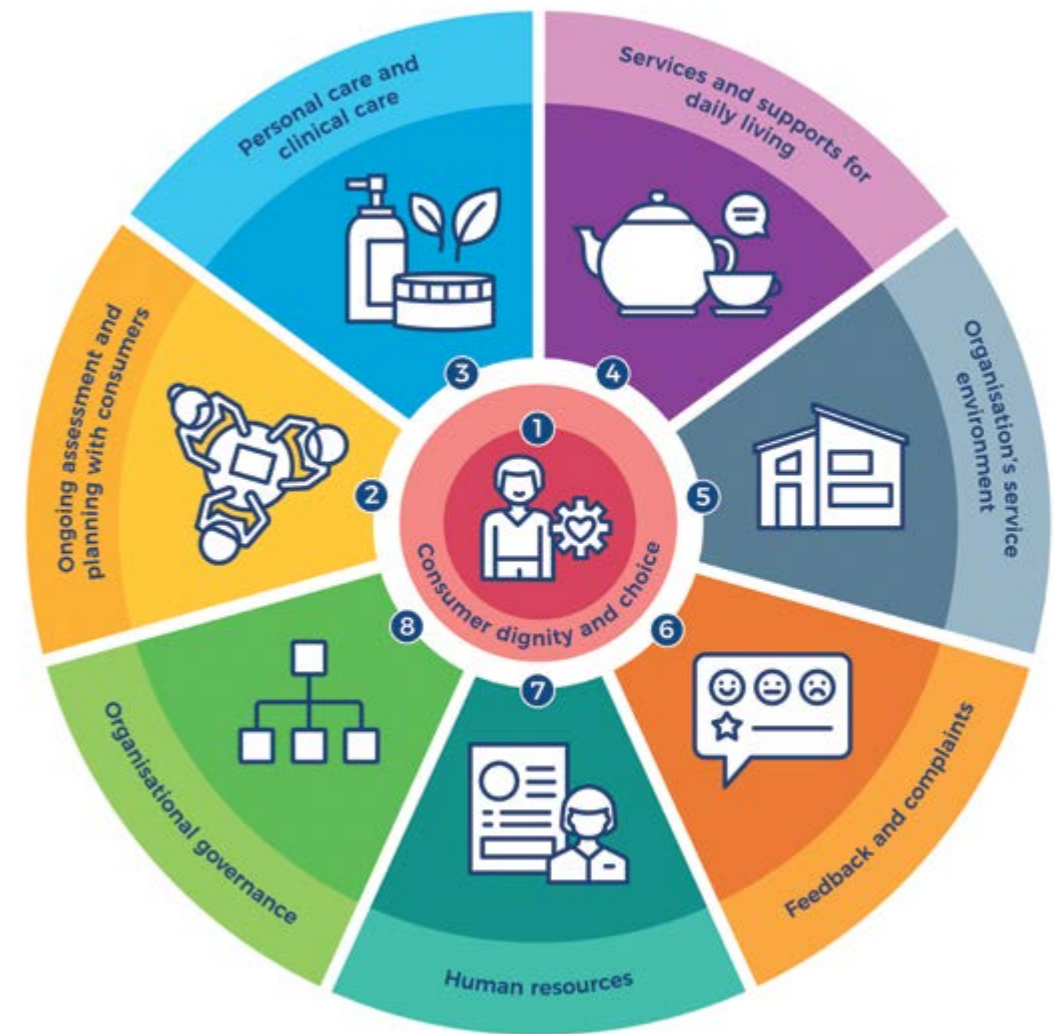 1
Consumer dignity and choice
2
Ongoing assessment and
planning with consumers
3
Personal care and
clinical care
4
Services and supports for
daily living
5
Organisation's service
environment
6
Feedback and complaints
7
Human resources
8
Organisational governance